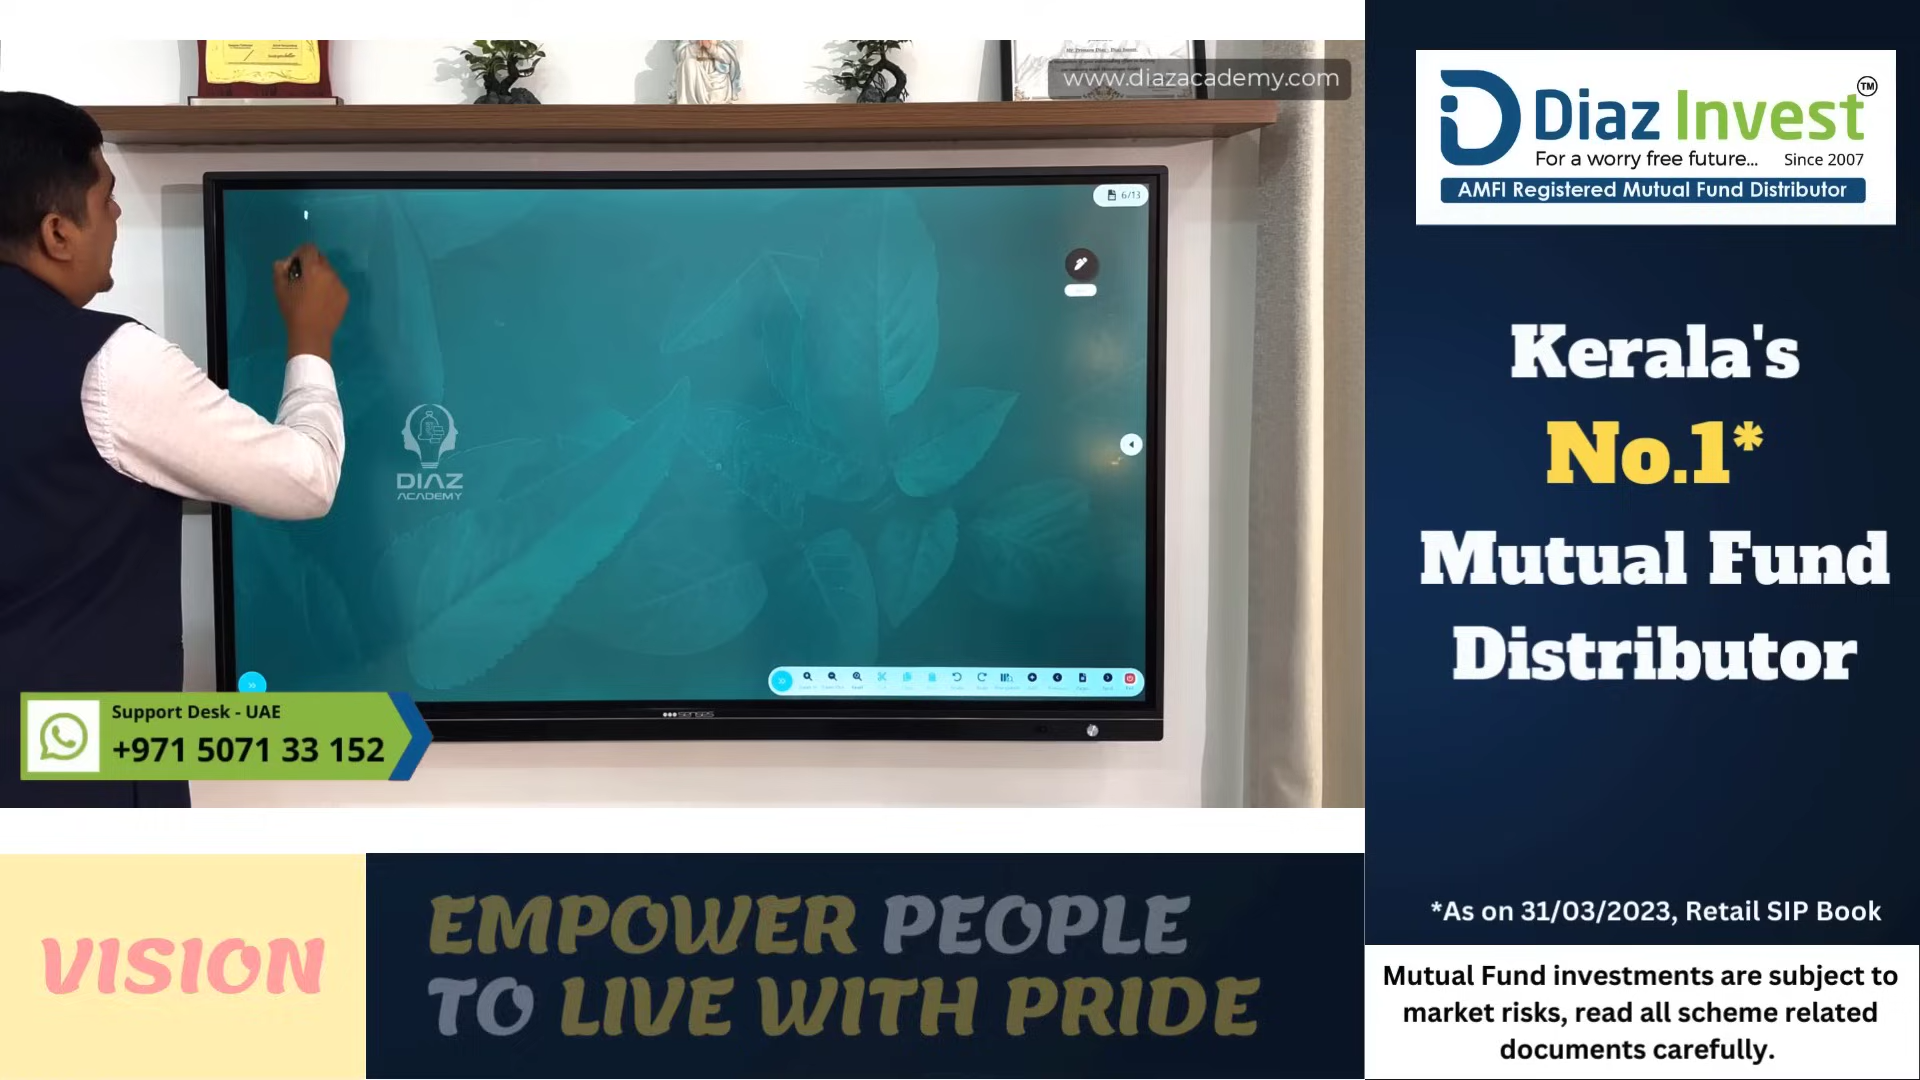 www.diazacademy.com
6/13
DIAZ
ACADEMY
senses
Support Desk - UAE
+971 5071 33 152
Diaz Invest TM
For a worry free future... Since 2007
AMFI Registered Mutual Fund Distributor
Kerala's
No.1*
Mutual Fund
Distributor
*As on 31/03/2023, Retail SIP Book
Mutual Fund investments are subject to
market risks, read all scheme related
documents carefully.
VISION
EMPOWER PEOPLE
TO LIVE WITH PRIDE